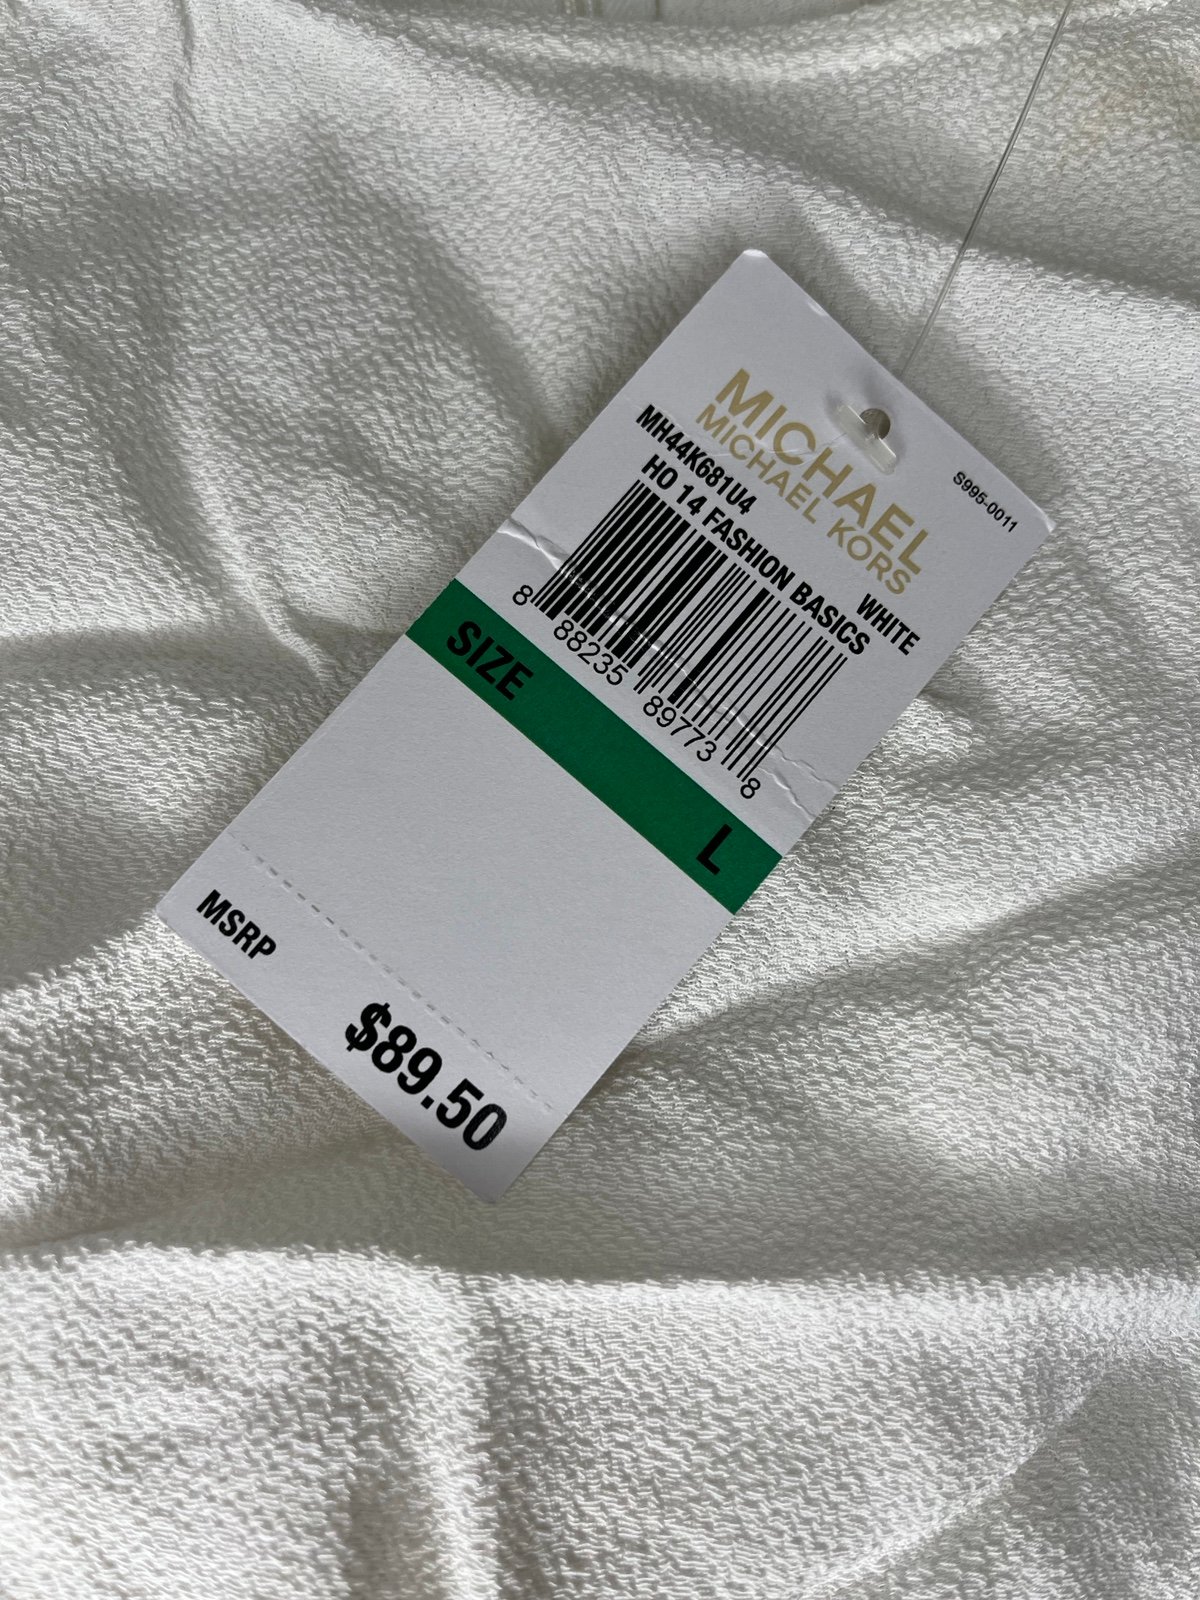 S995-0011
MICHAEL
MICHAEL KORS
MH44K681U4 WHITE
HO 14 FASHION BASICS
8 88235 89773 8
SIZE L
MSRP
$89.50